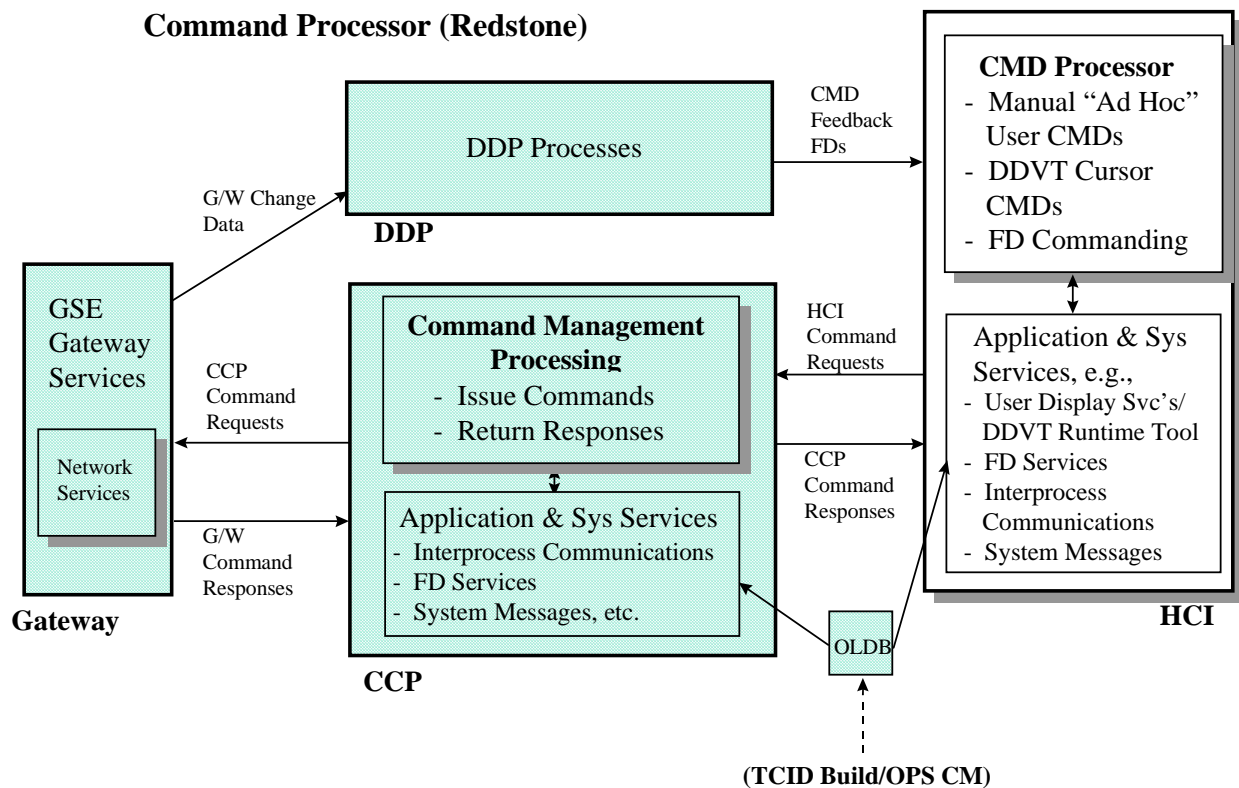 Command Processor (Redstone)
DDP Processes
DDP
CMD
Feedback
FDs
G/W Change
Data
GSE
Gateway
Services
Network
Services
Gateway
CCP
Command
Requests
G/W
Command
Responses
Command Management
Processing
- Issue Commands
- Return Responses
Application & Sys Services
- Interprocess Communications
- FD Services
- System Messages, etc.
CCP
HCI
Command
Requests
CCP
Command
Responses
CMD Processor
- Manual “Ad Hoc”
User CMDs
- DDVT Cursor
CMDs
- FD Commanding
Application & Sys
Services, e.g.,
- User Display Svc's/
DDVT Runtime Tool
- FD Services
- Interprocess
Communications
- System Messages
HCI
OLDB
(TCID Build/OPS CM)